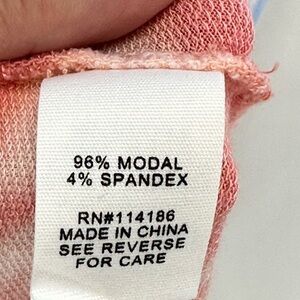 96% MODAL
4% SPANDEX
RN#114186
MADE IN CHINA
SEE REVERSE
FOR CARE